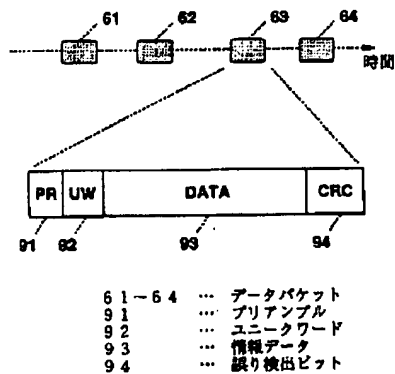 61 62 63 64
時間
PR UW DATA CRC
91 92 93 94
61~64 … データパケット
91 … プリアンブル
92 … ユニークワード
93 … 情報データ
94 … 誤り検出ビット